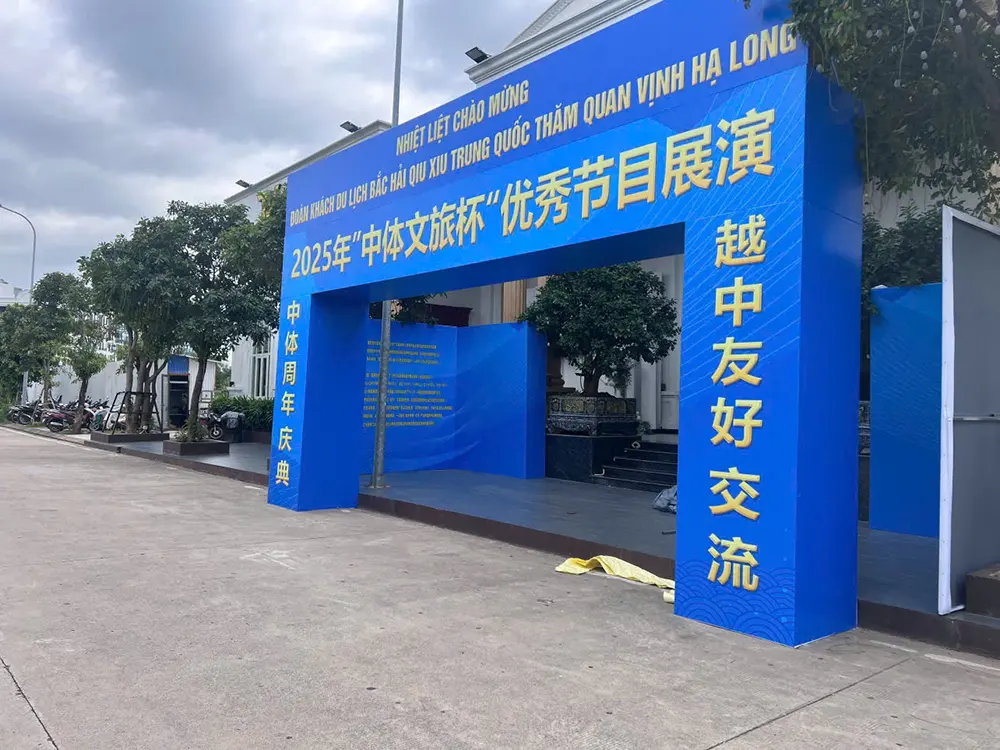 NHIỆT LIỆT CHÀO MỪNG
ĐOÀN KHÁCH DU LỊCH BẮC HẢI QIU XIU TRUNG QUỐC THĂM QUAN VỊNH HẠ LONG
2025年"中体文旅杯"优秀节目展演
中体周年庆典
越中友好交流